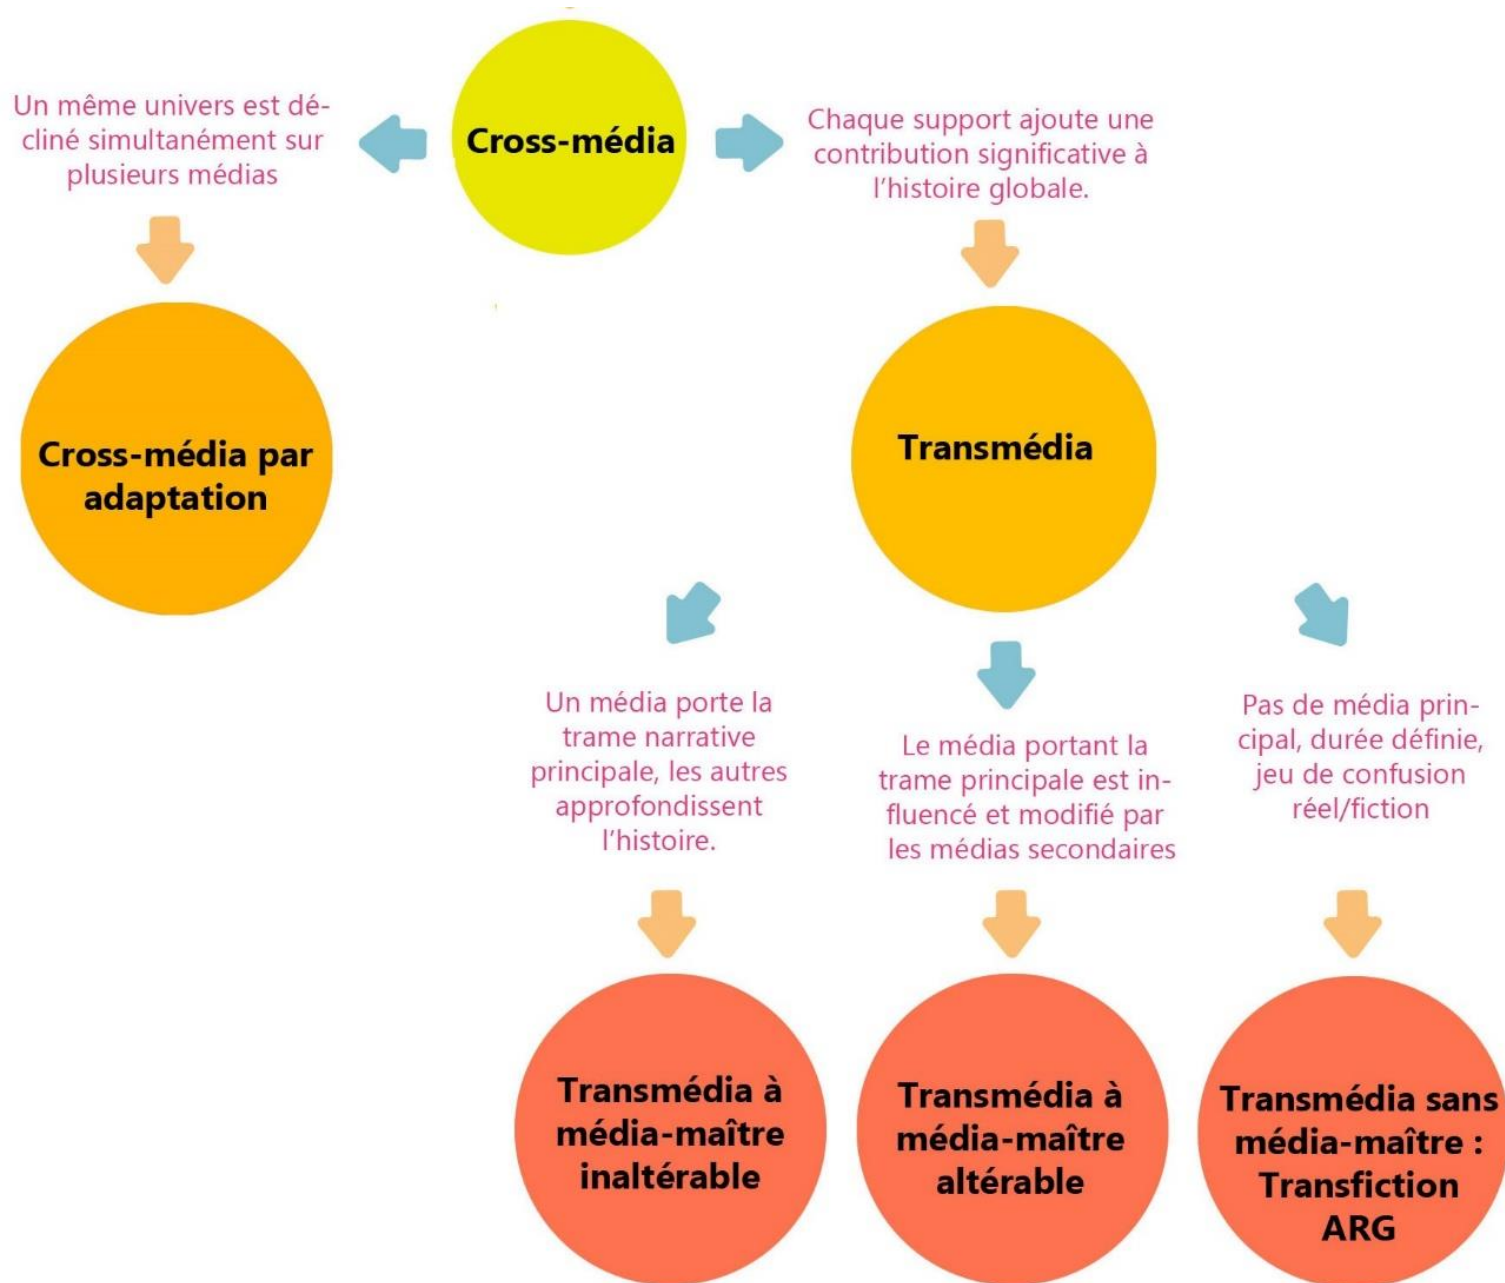 Cross-média
Un même univers est dé-
cliné simultanément sur
plusieurs médias
Chaque support ajoute une
contribution significative à
l'histoire globale.
Cross-média par
adaptation
Transmédia
Un média porte la
trame narrative
principale, les autres
approfondissent
l'histoire.
Le média portant la
trame principale est in-
fluencé et modifié par
les médias secondaires
Pas de média prin-
cipal, durée définie,
jeu de confusion
réel/fiction
Transmédia à
média-maître
inaltérable
Transmédia à
média-maître
altérable
Transmédia sans
média-maître :
Transfiction
ARG